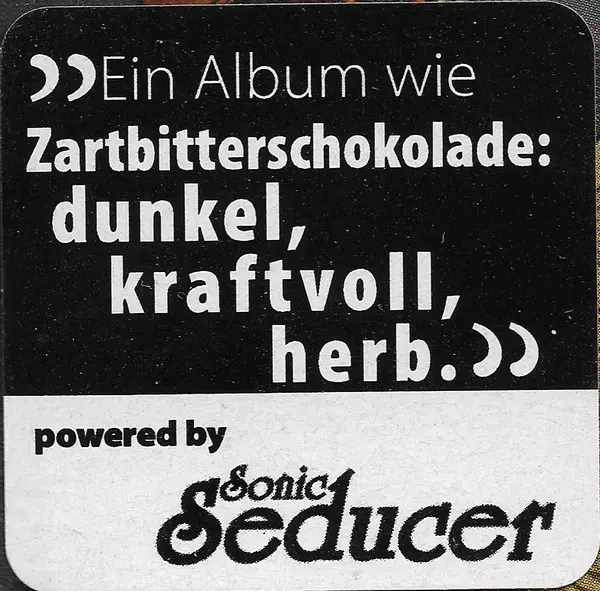 »Ein Album wie
Zartbitterschokolade:
dunkel,
kraftvoll,
herb.«
powered by
Sonic
Seducer